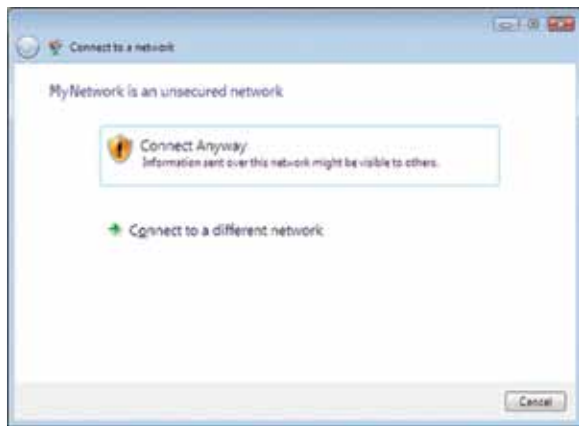 Connect to a network
MyNetwork is an unsecured network
Connect Anyway
Information sent over this network might be visible to others.
Connect to a different network
Cancel